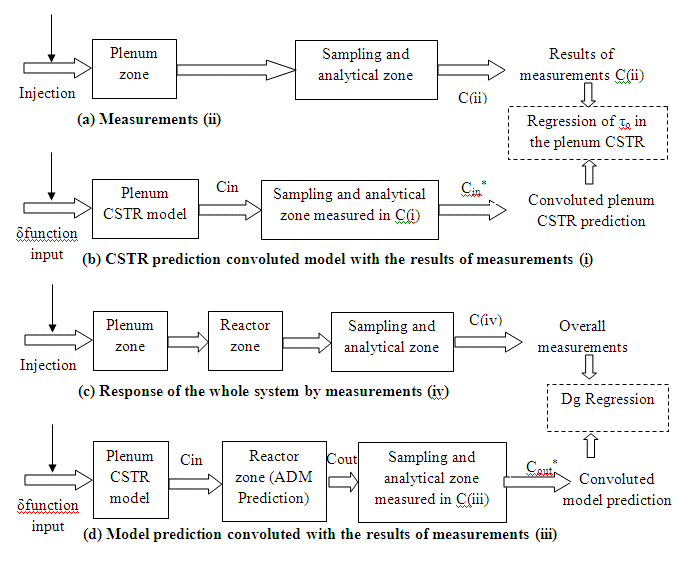 Plenum
zone
Sampling and
analytical zone
Results of
measurements C(ii)
Injection
C(ii)
(a) Measurements (ii)
Regression of τρ in
the plenum CSTR
Plenum
CSTR model
Cin
Sampling and analytical
zone measured in C(i)
Cin*
Convoluted plenum
CSTR prediction
δfunction
input
(b) CSTR prediction convoluted model with the results of measurements (i)
Plenum
zone
Reactor
zone
Sampling and
analytical zone
C(iv)
Overall
measurements
Injection
(c) Response of the whole system by measurements (iv)
Dg Regression
Plenum
CSTR
model
Cin
Reactor
zone (ADM
Prediction)
Cout
Sampling and
analytical zone
measured in C(iii)
Cout*
Convoluted
model prediction
δfunction
input
(d) Model prediction convoluted with the results of measurements (iii)